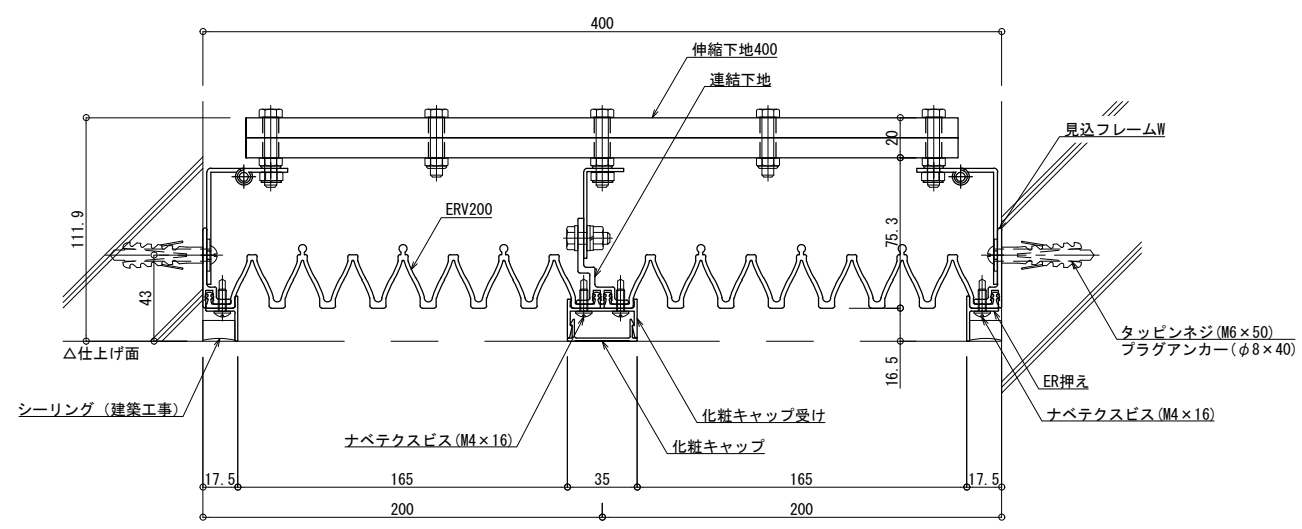 400
伸縮下地400
連結下地
見込フレームW
20
ERV200
111.9
75.3
43
△仕上げ面
タッピンネジ(M6×50)
プラグアンカー(φ8×40)
16.5
ER押え
シーリング（建築工事）
化粧キャップ受け
ナベテクスビス(M4×16)
ナベテクスビス(M4×16)
化粧キャップ
17.5
165
35
165
17.5
200
200